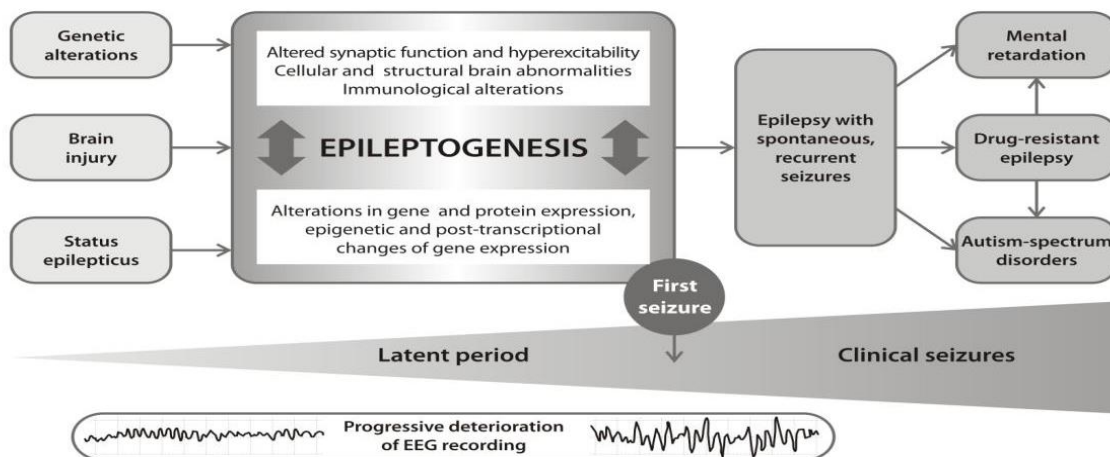 Genetic
alterations
Brain
injury
Status
epilepticus
Altered synaptic function and hyperexcitability
Cellular and structural brain abnormalities
Immunological alterations
EPILEPTOGENESIS
Alterations in gene and protein expression,
epigenetic and post-transcriptional
changes of gene expression
First
seizure
Epilepsy with
spontaneous,
recurrent
seizures
Mental
retardation
Drug-resistant
epilepsy
Autism-spectrum
disorders
Latent period
Clinical seizures
Progressive deterioration
of EEG recording